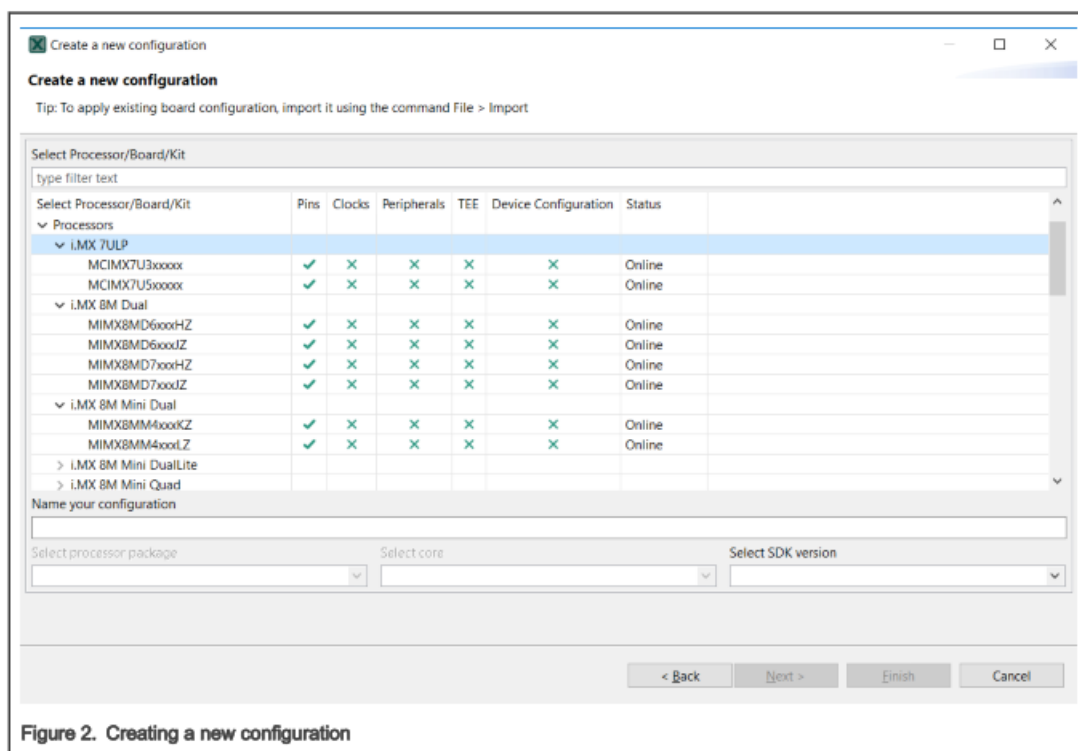 Create a new configuration
Create a new configuration
Tip: To apply existing board configuration, import it using the command File > Import
Select Processor/Board/Kit
type filter text
Select Processor/Board/Kit Pins Clocks Peripherals TEE Device Configuration Status
Processors
i.MX 7ULP
MCIMX7U3xxxxx Online
MCIMX7U5xxxxx Online
i.MX 8M Dual
MIMX8MD6xxxHZ Online
MIMX8MD6xxxJZ Online
MIMX8MD7xxxHZ Online
MIMX8MD7xxxJZ Online
i.MX 8M Mini Dual
MIMX8MM4xxxKZ Online
MIMX8MM4xxxLZ Online
i.MX 8M Mini DualLite
i.MX 8M Mini Quad
Name your configuration
Select processor package Select core Select SDK version
< Back Next > Finish Cancel
Figure 2. Creating a new configuration